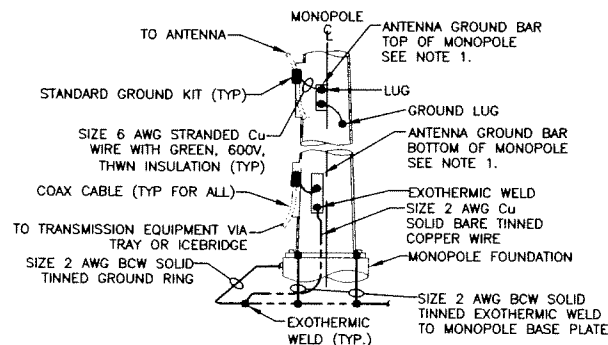 MONOPOLE
℄
TO ANTENNA
ANTENNA GROUND BAR
TOP OF MONOPOLE
SEE NOTE 1.
STANDARD GROUND KIT (TYP)
LUG
GROUND LUG
SIZE 6 AWG STRANDED Cu
WIRE WITH GREEN, 600V,
THWN INSULATION (TYP)
ANTENNA GROUND BAR
BOTTOM OF MONOPOLE
SEE NOTE 1.
COAX CABLE (TYP FOR ALL)
EXOTHERMIC WELD
SIZE 2 AWG Cu
SOLID BARE TINNED
COPPER WIRE
TO TRANSMISSION EQUIPMENT VIA
TRAY OR ICEBRIDGE
MONOPOLE FOUNDATION
SIZE 2 AWG BCW SOLID
TINNED GROUND RING
SIZE 2 AWG BCW SOLID
TINNED EXOTHERMIC WELD
TO MONOPOLE BASE PLATE
EXOTHERMIC
WELD (TYP.)